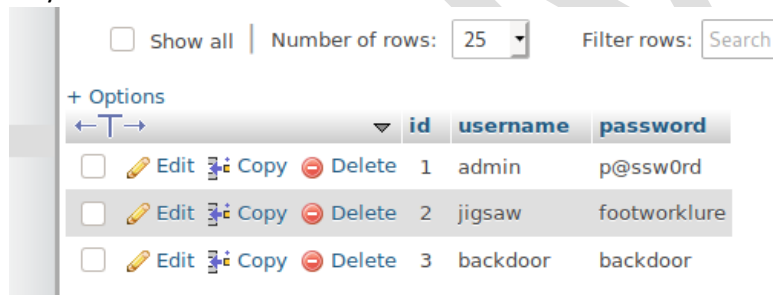 Show all | Number of rows: 25 Filter rows: Search
+ Options
←T→ id username password
Edit Copy Delete 1 admin p@ssw0rd
Edit Copy Delete 2 jigsaw footworklure
Edit Copy Delete 3 backdoor backdoor